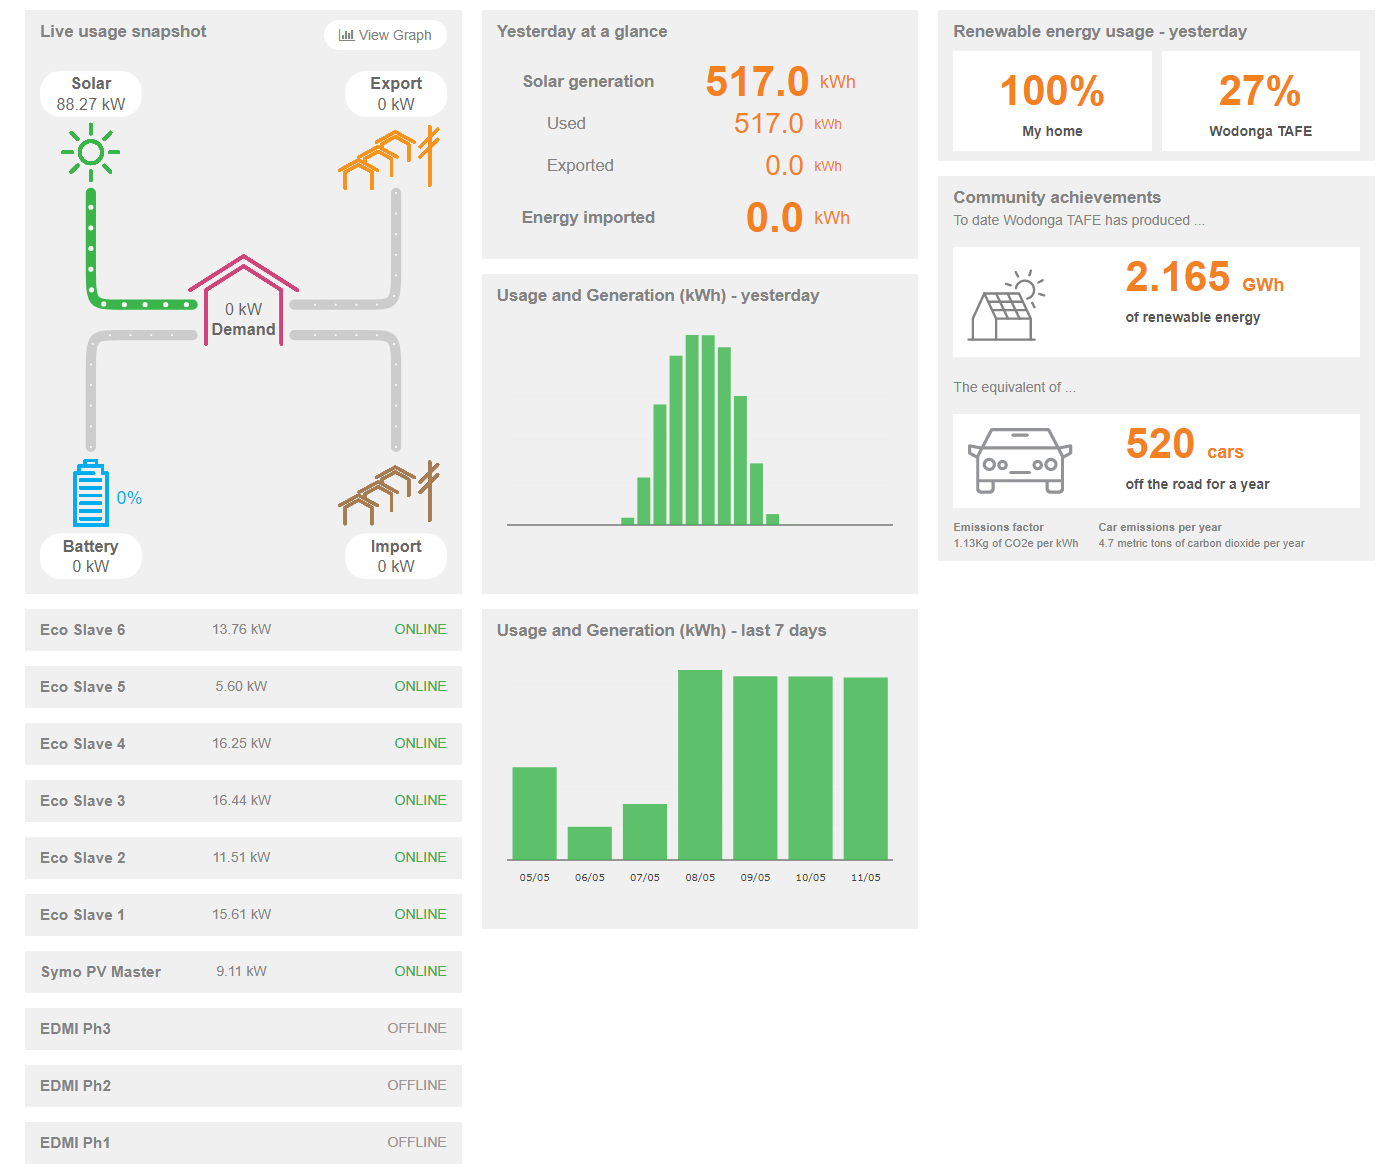 Live usage snapshot
View Graph
Solar
88.27 kW
Export
0 kW
0 kW
Demand
0%
Battery
0 kW
Import
0 kW
Eco Slave 6 13.76 kW ONLINE
Eco Slave 5 5.60 kW ONLINE
Eco Slave 4 16.25 kW ONLINE
Eco Slave 3 16.44 kW ONLINE
Eco Slave 2 11.51 kW ONLINE
Eco Slave 1 15.61 kW ONLINE
Symo PV Master 9.11 kW ONLINE
EDMI Ph3 OFFLINE
EDMI Ph2 OFFLINE
EDMI Ph1 OFFLINE
Yesterday at a glance
Solar generation 517.0 kWh
Used 517.0 kWh
Exported 0.0 kWh
Energy imported 0.0 kWh
Usage and Generation (kWh) - yesterday
Usage and Generation (kWh) - last 7 days
05/05 06/05 07/05 08/05 09/05 10/05 11/05
Renewable energy usage - yesterday
100%
My home
27%
Wodonga TAFE
Community achievements
To date Wodonga TAFE has produced ...
2.165 GWh
of renewable energy
The equivalent of ...
520 cars
off the road for a year
Emissions factor
1.13Kg of CO2e per kWh
Car emissions per year
4.7 metric tons of carbon dioxide per year